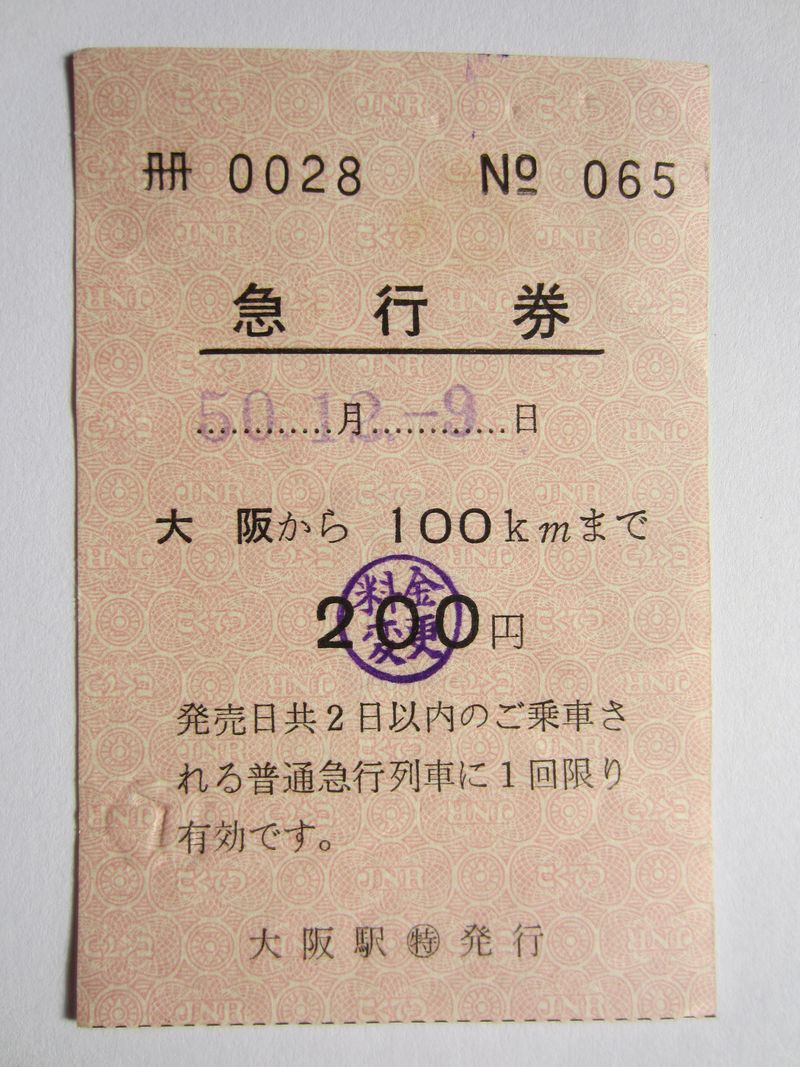 冊 0028 No 065
急行券
50.12.-9
月 日
大阪から 100kmまで
料金
変更
200円
発売日共2日以内のご乗車さ
れる普通急行列車に1回限り
有効です。
大阪駅㊕発行